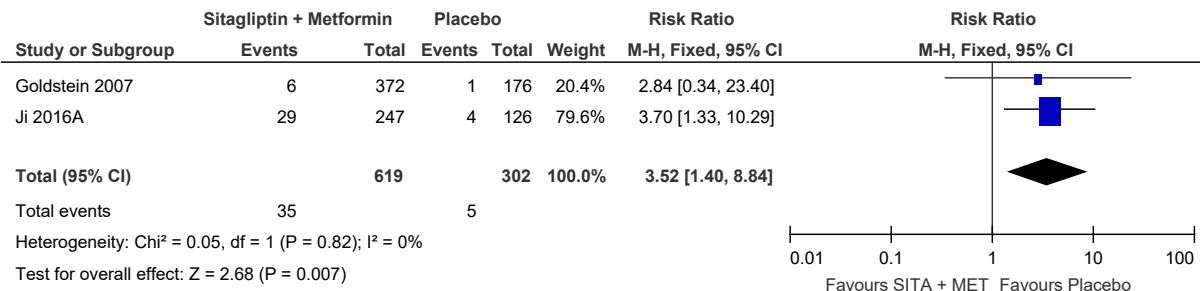 Sitagliptin + Metformin Placebo Risk Ratio Risk Ratio
Study or Subgroup Events Total Events Total Weight M-H, Fixed, 95% CI M-H, Fixed, 95% CI
Goldstein 2007 6 372 1 176 20.4% 2.84 [0.34, 23.40]
Ji 2016A 29 247 4 126 79.6% 3.70 [1.33, 10.29]
Total (95% CI) 619 302 100.0% 3.52 [1.40, 8.84]
Total events 35 5
Heterogeneity: Chi² = 0.05, df = 1 (P = 0.82); I² = 0%
Test for overall effect: Z = 2.68 (P = 0.007)
0.01 0.1 1 10 100
Favours SITA + MET Favours Placebo